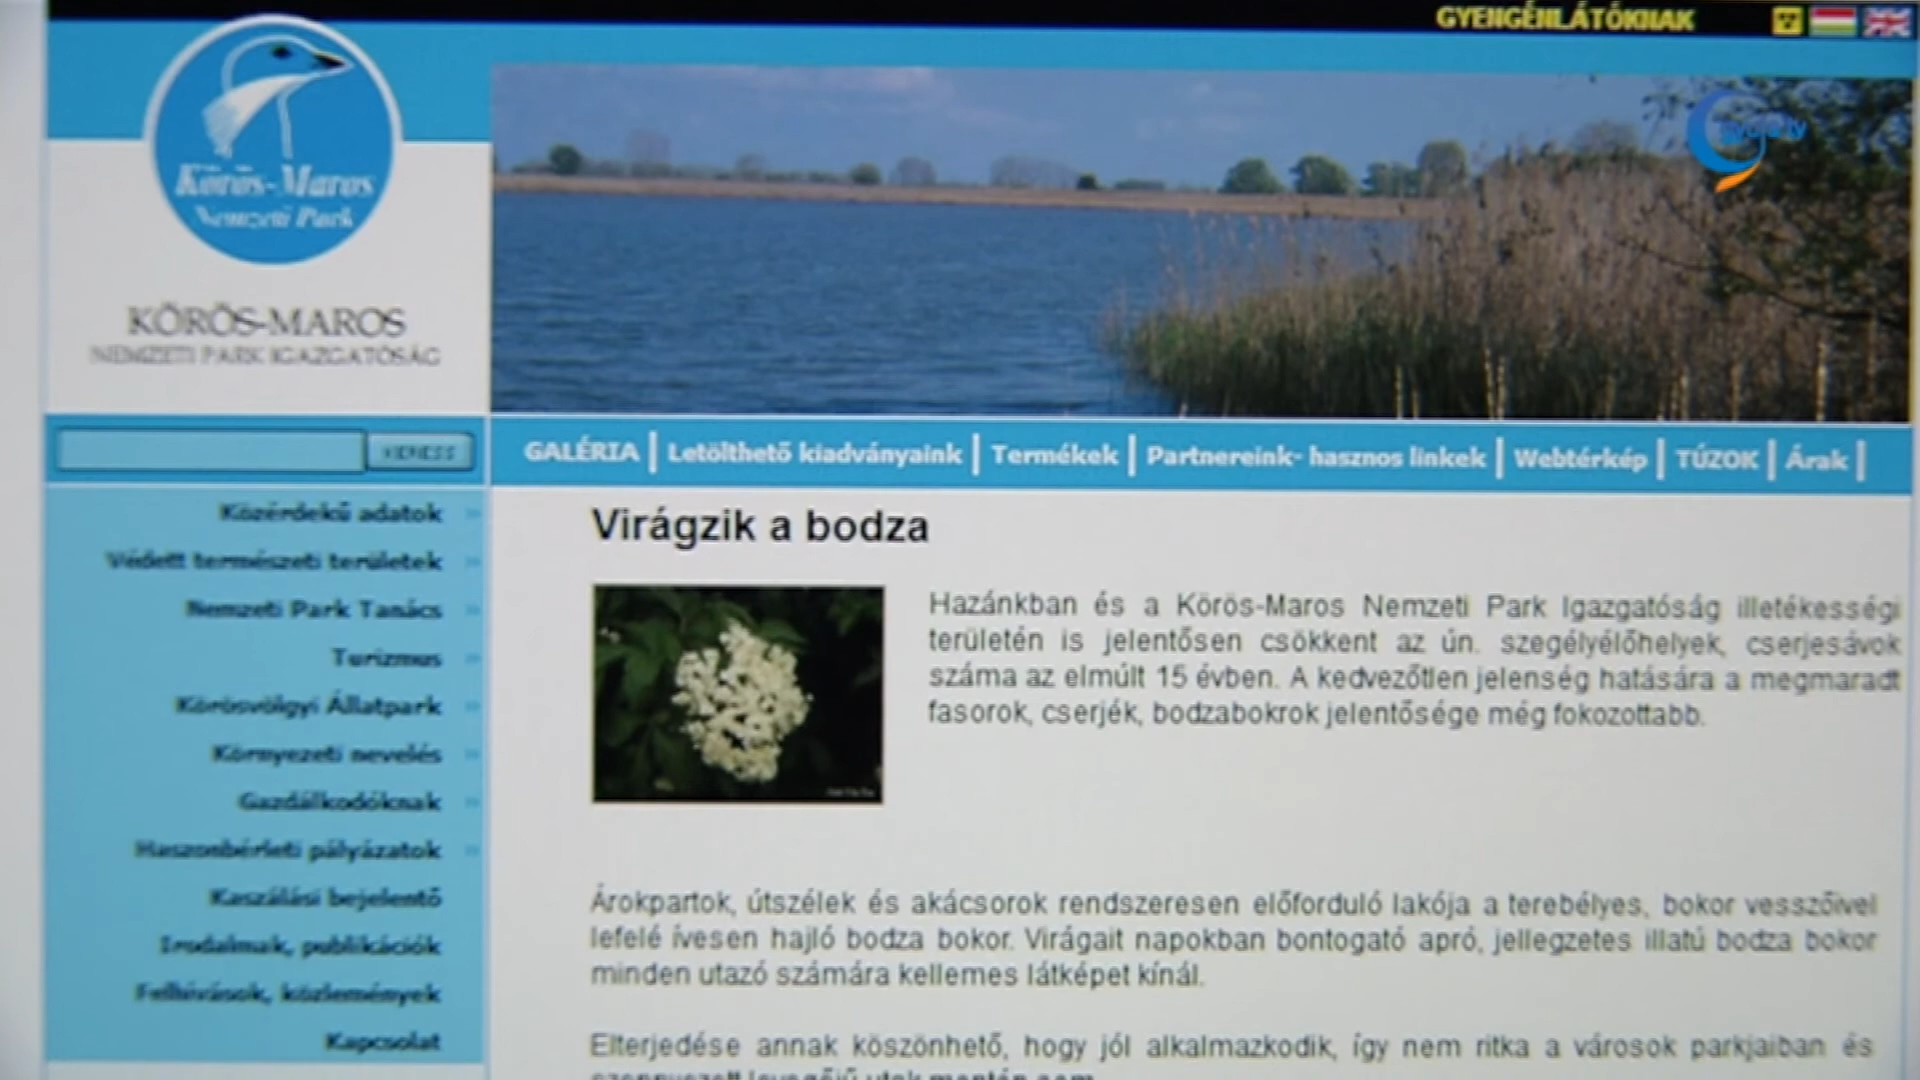 GYENGÉNLÁTÓKNAK
gyula tv
Körös-Maros
Nemzeti Park
KÖRÖS-MAROS
NEMZETI PARK IGAZGATÓSÁG
KERESS
GALÉRIA | Letölthető kiadványaink | Termékek | Partnereink- hasznos linkek | Webtérkép | TÚZOK | Árak |
Közérdekű adatok
Védett természeti területek
Nemzeti Park Tanács
Turizmus
Körösvölgyi Állatpark
Környezeti nevelés
Gazdálkodóknak
Haszonbérleti pályázatok
Kaszálási bejelentő
Irodalmak, publikációk
Felhívások, közlemények
Kapcsolat
Virágzik a bodza
Hazánkban és a Körös-Maros Nemzeti Park Igazgatóság illetékességi
területén is jelentősen csökkent az ún. szegélyélőhelyek, cserjesávok
száma az elmúlt 15 évben. A kedvezőtlen jelenség hatására a megmaradt
fasorok, cserjék, bodzabokrok jelentősége még fokozottabb.
Árokpartok, útszélek és akácsorok rendszeresen előforduló lakója a terebélyes, bokor vesszőivel
lefelé ívesen hajló bodza bokor. Virágait napokban bontogató apró, jellegzetes illatú bodza bokor
minden utazó számára kellemes látképet kínál.
Elterjedése annak köszönhető, hogy jól alkalmazkodik, így nem ritka a városok parkjaiban és